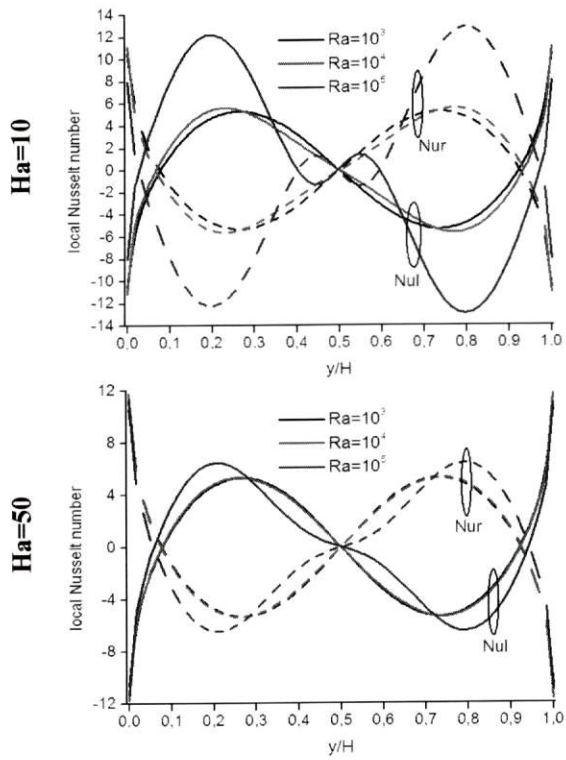 Ha=10
local Nusselt number
14
12
10
8
6
4
2
0
-2
-4
-6
-8
-10
-12
-14
Ra=10³
Ra=10⁴
Ra=10⁵
Nur
Nul
0,0 0,1 0,2 0,3 0,4 0,5 0,6 0,7 0,8 0,9 1,0
y/H
Ha=50
local Nusselt number
12
8
4
0
-4
-8
-12
Ra=10³
Ra=10⁴
Ra=10⁵
Nur
Nul
0,0 0,1 0,2 0,3 0,4 0,5 0,6 0,7 0,8 0,9 1,0
y/H